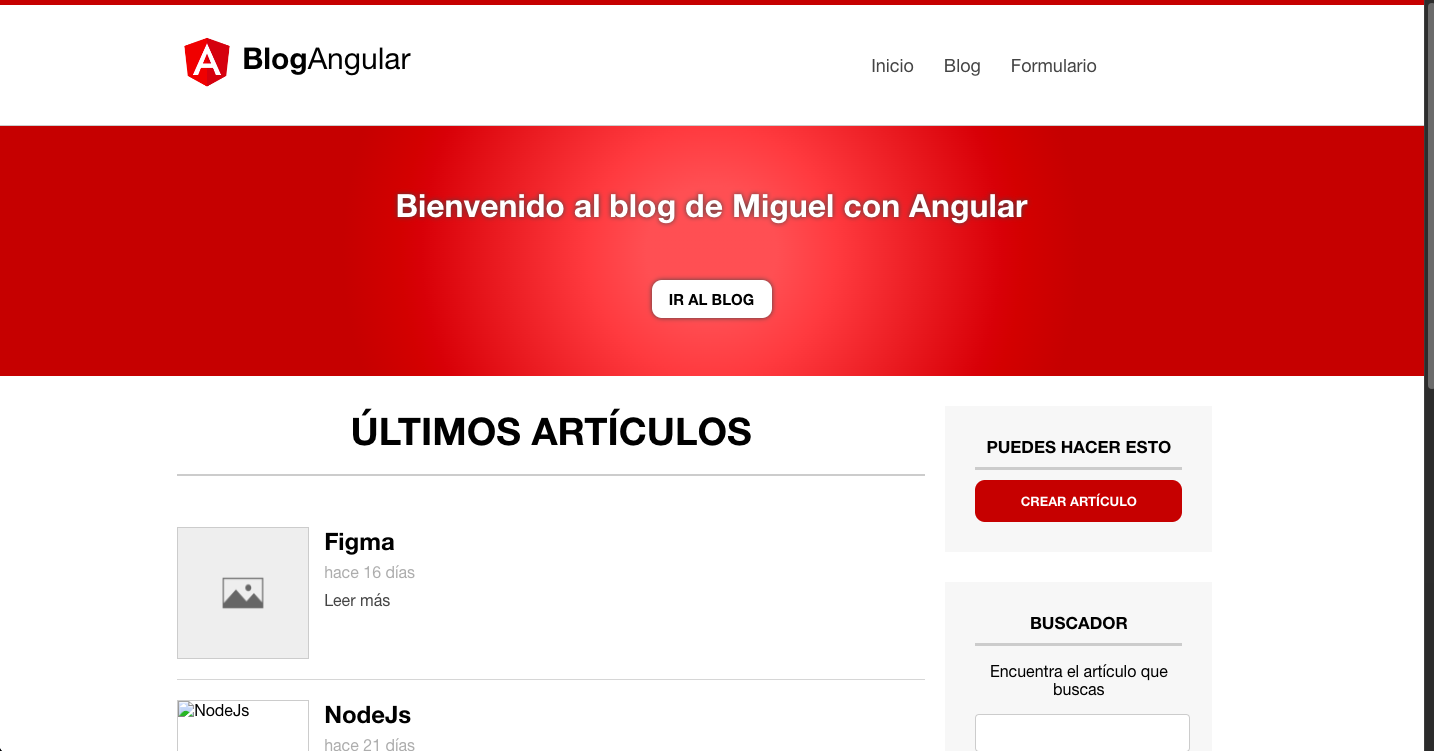 BlogAngular
Inicio Blog Formulario
Bienvenido al blog de Miguel con Angular
IR AL BLOG
ÚLTIMOS ARTÍCULOS
Figma
hace 16 días
Leer más
NodeJs
NodeJs
hace 21 días
PUEDES HACER ESTO
CREAR ARTÍCULO
BUSCADOR
Encuentra el artículo que
buscas